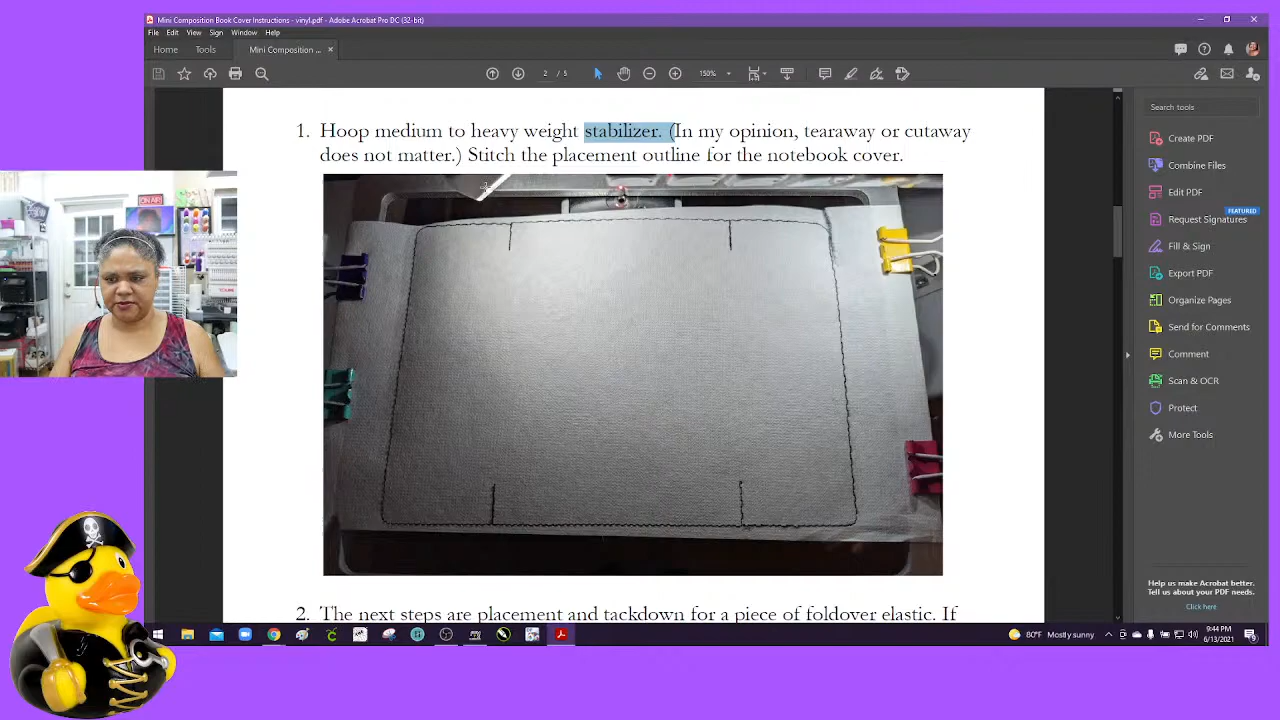 Mini Composition Book Cover Instructions - vinyl.pdf - Adobe Acrobat Pro DC (32-bit)
File Edit View Sign Window Help
Home Tools Mini Composition ... ×
2 / 5 150%
Search tools
1. Hoop medium to heavy weight stabilizer. (In my opinion, tearaway or cutaway
does not matter.) Stitch the placement outline for the notebook cover.
2. The next steps are placement and tackdown for a piece of foldover elastic. If
ON AIR
Create PDF
Combine Files
Edit PDF
FEATURED
Request Signatures
Fill & Sign
Export PDF
Organize Pages
Send for Comments
Comment
Scan & OCR
Protect
More Tools
Help us make Acrobat better.
Tell us about your PDF needs.
Click here
80°F Mostly sunny
9:44 PM
6/13/2021